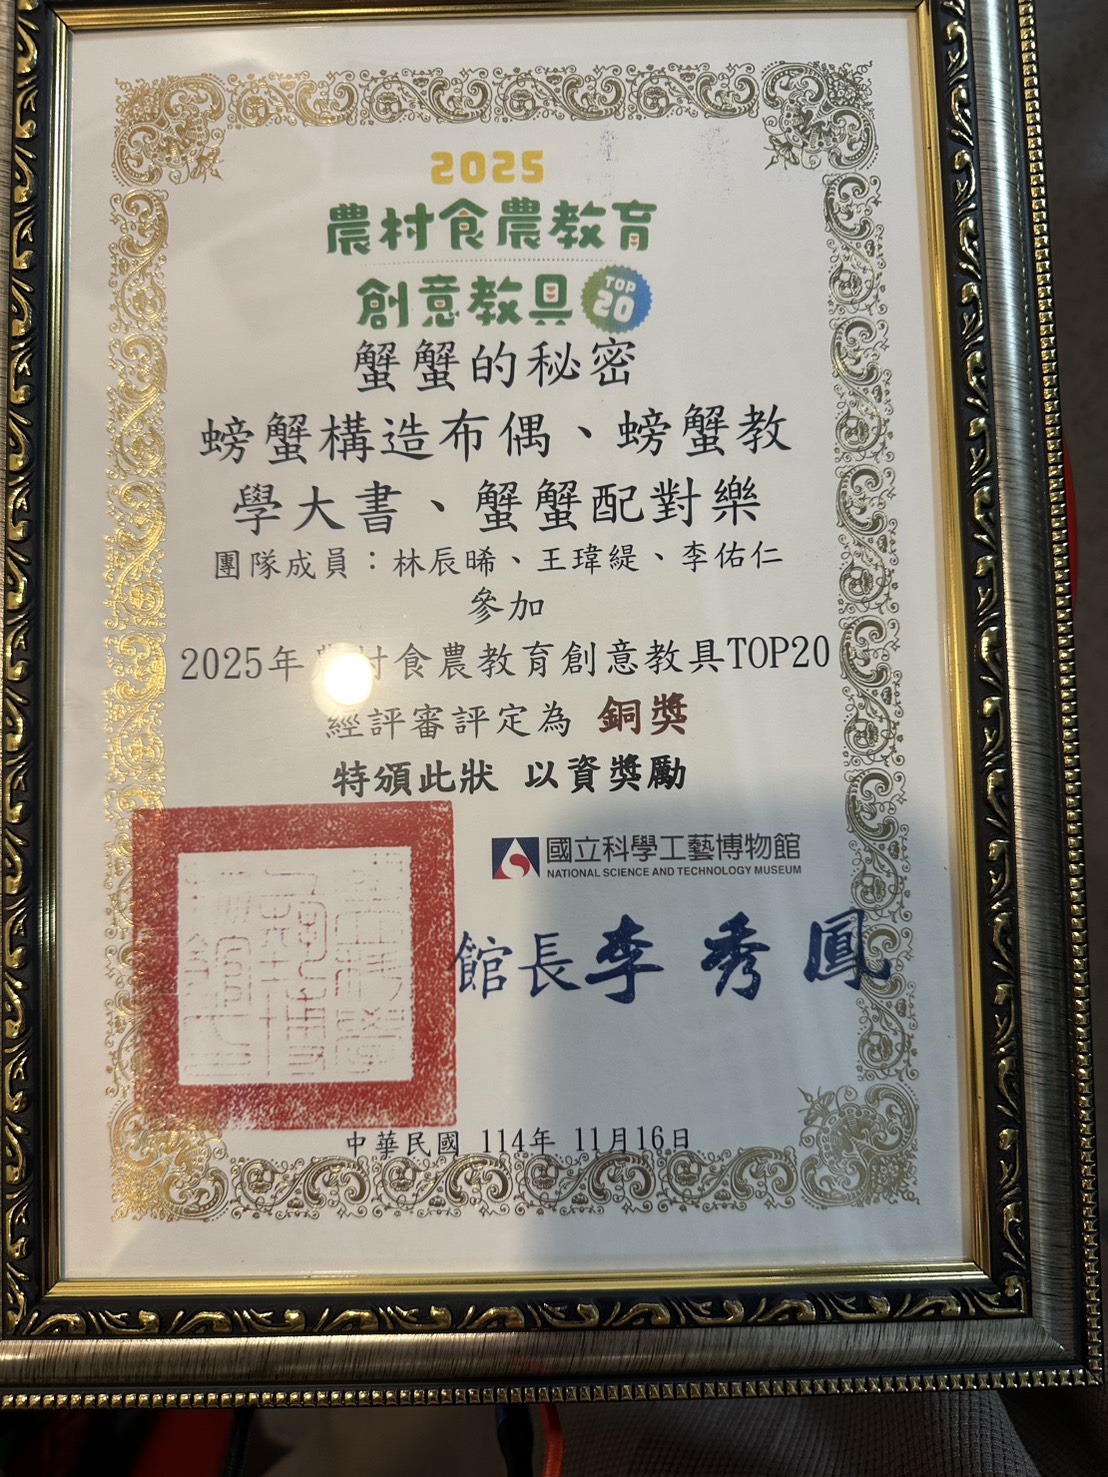 2025
農村食農教育
創意教具 TOP 20
蟹蟹的秘密
螃蟹構造布偶、螃蟹教
學大書、蟹蟹配對樂
團隊成員：林辰晞、王瑋緹、李佑仁
參加
2025年農村食農教育創意教具TOP20
經評審評定為 銅獎
特頒此狀 以資獎勵
國立科學工藝博物館
NATIONAL SCIENCE AND TECHNOLOGY MUSEUM
館長李秀鳳
中華民國 114年 11月16日